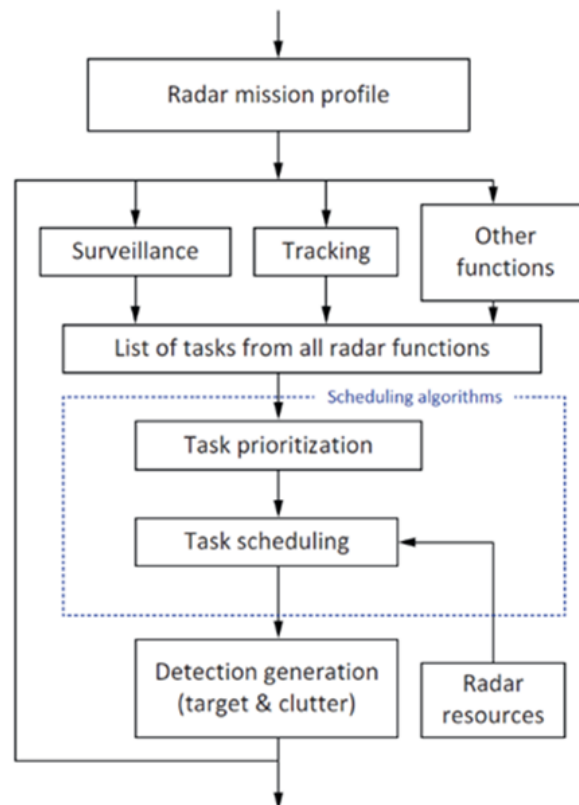 Radar mission profile
Surveillance
Tracking
Other
functions
List of tasks from all radar functions
Scheduling algorithms
Task prioritization
Task scheduling
Detection generation
(target & clutter)
Radar
resources